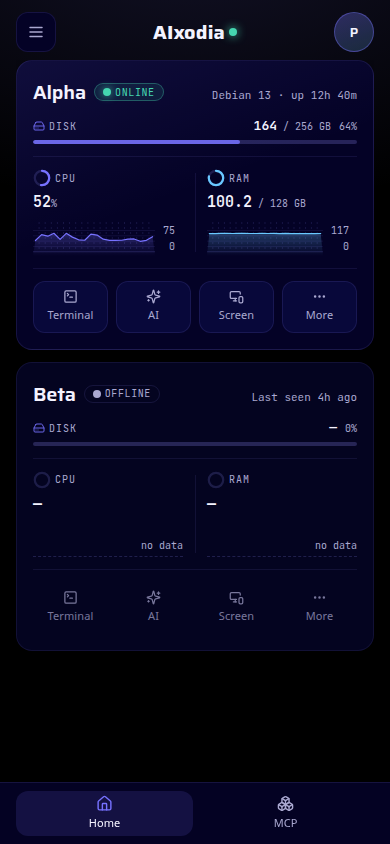 AIxodia
P
Alpha ONLINE Debian 13 · up 12h 40m
DISK 164 / 256 GB 64%
CPU RAM
52% 100.2 / 128 GB
75 117
0 0
Terminal AI Screen More
Beta OFFLINE Last seen 4h ago
DISK — 0%
CPU RAM
— —
no data no data
Terminal AI Screen More
Home MCP